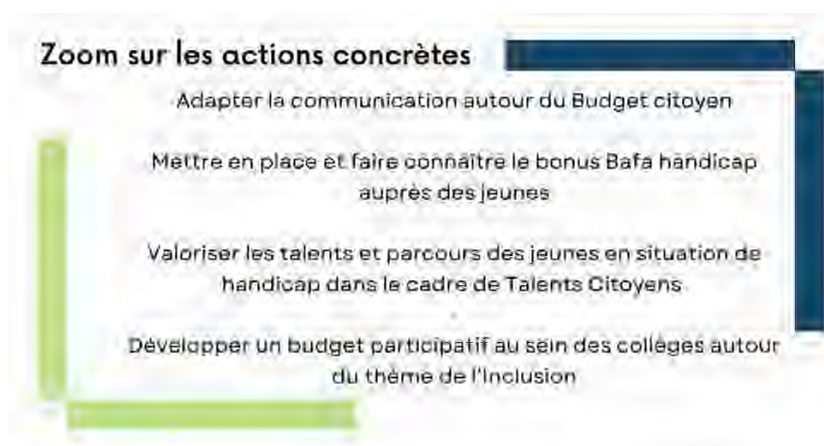 Zoom sur les actions concrètes
Adapter la communication autour du Budget citoyen
Mettre en place et faire connaître le bonus Bafa handicap
auprès des jeunes
Valoriser les talents et parcours des jeunes en situation de
handicap dans le cadre de Talents Citoyens
Développer un budget participatif au sein des collèges autour
du thème de l'Inclusion